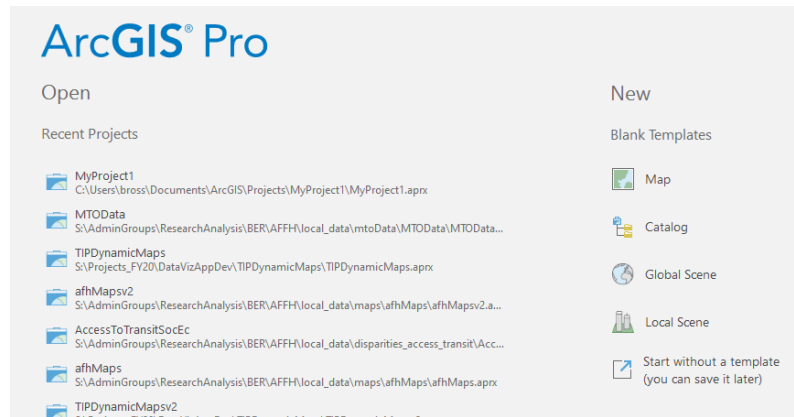 ArcGIS® Pro
Open
Recent Projects
MyProject1
C:\Users\bross\Documents\ArcGIS\Projects\MyProject1\MyProject1.aprx
MTOData
S:\AdminGroups\ResearchAnalysis\BER\AFFH\local_data\mtoData\MTOData\MTOData...
TIPDynamicMaps
S:\Projects_FY20\DataVizAppDev\TIPDynamicMaps\TIPDynamicMaps.aprx
afhMapsv2
S:\AdminGroups\ResearchAnalysis\BER\AFFH\local_data\maps\afhMaps\afhMapsv2.a...
AccessToTransitSocEc
S:\AdminGroups\ResearchAnalysis\BER\AFFH\local_data\disparities_access_transit\Acc...
afhMaps
S:\AdminGroups\ResearchAnalysis\BER\AFFH\local_data\maps\afhMaps\afhMaps.aprx
TIPDynamicMapsv2
New
Blank Templates
Map
Catalog
Global Scene
Local Scene
Start without a template
(you can save it later)